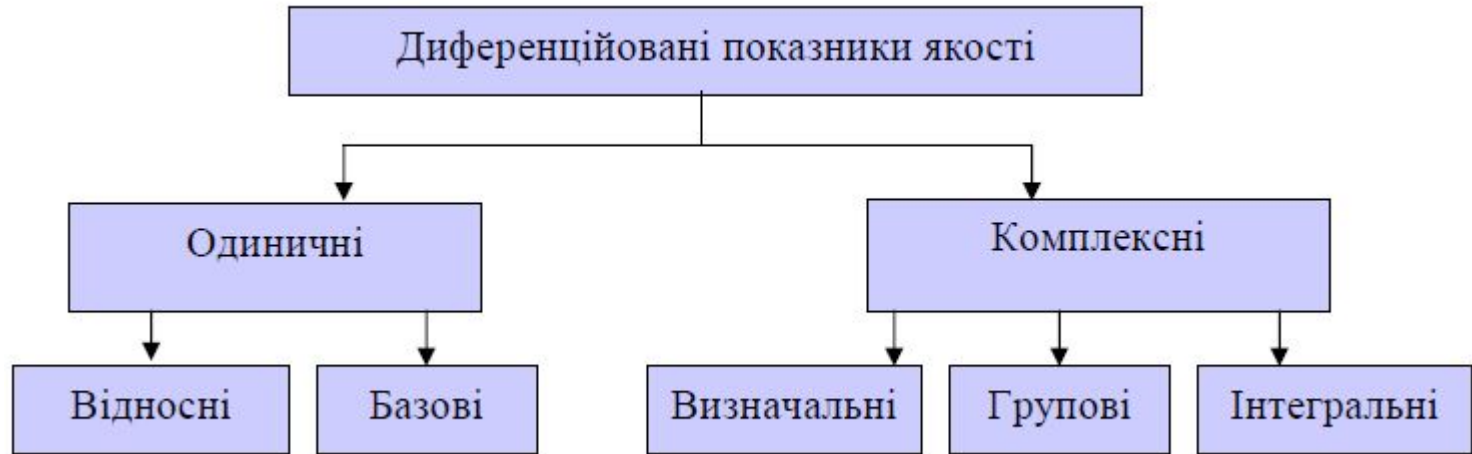 Диференційовані показники якості
Одиничні
Комплексні
Відносні
Базові
Визначальні
Групові
Інтегральні